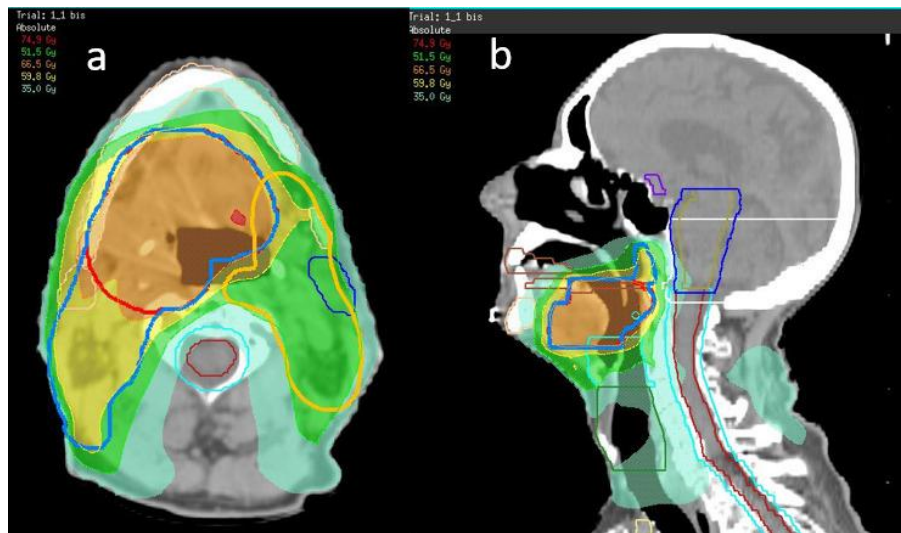 Trial: 1_1 bis
Absolute
74.9 Gy
51.5 Gy
66.5 Gy
59.8 Gy
35.0 Gy
a
Trial: 1_1 bis
Absolute
74.9 Gy
51.5 Gy
66.5 Gy
59.8 Gy
35.0 Gy
b